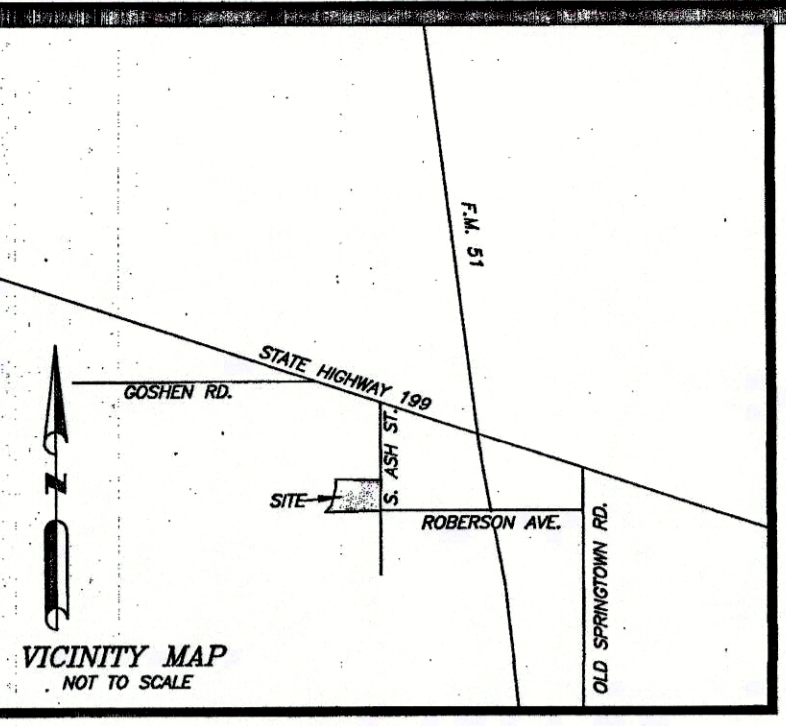 F.M. 51
STATE HIGHWAY 199
GOSHEN RD.
S. ASH ST.
SITE
ROBERSON AVE.
OLD SPRINGTOWN RD.
N
VICINITY MAP
NOT TO SCALE